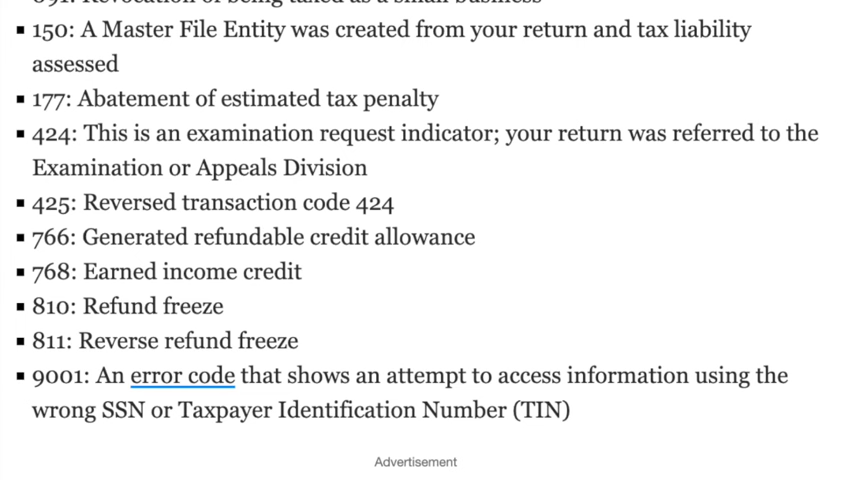 150: A Master File Entity was created from your return and tax liability
assessed
177: Abatement of estimated tax penalty
424: This is an examination request indicator; your return was referred to the
Examination or Appeals Division
425: Reversed transaction code 424
766: Generated refundable credit allowance
768: Earned income credit
810: Refund freeze
811: Reverse refund freeze
9001: An error code that shows an attempt to access information using the
wrong SSN or Taxpayer Identification Number (TIN)
Advertisement